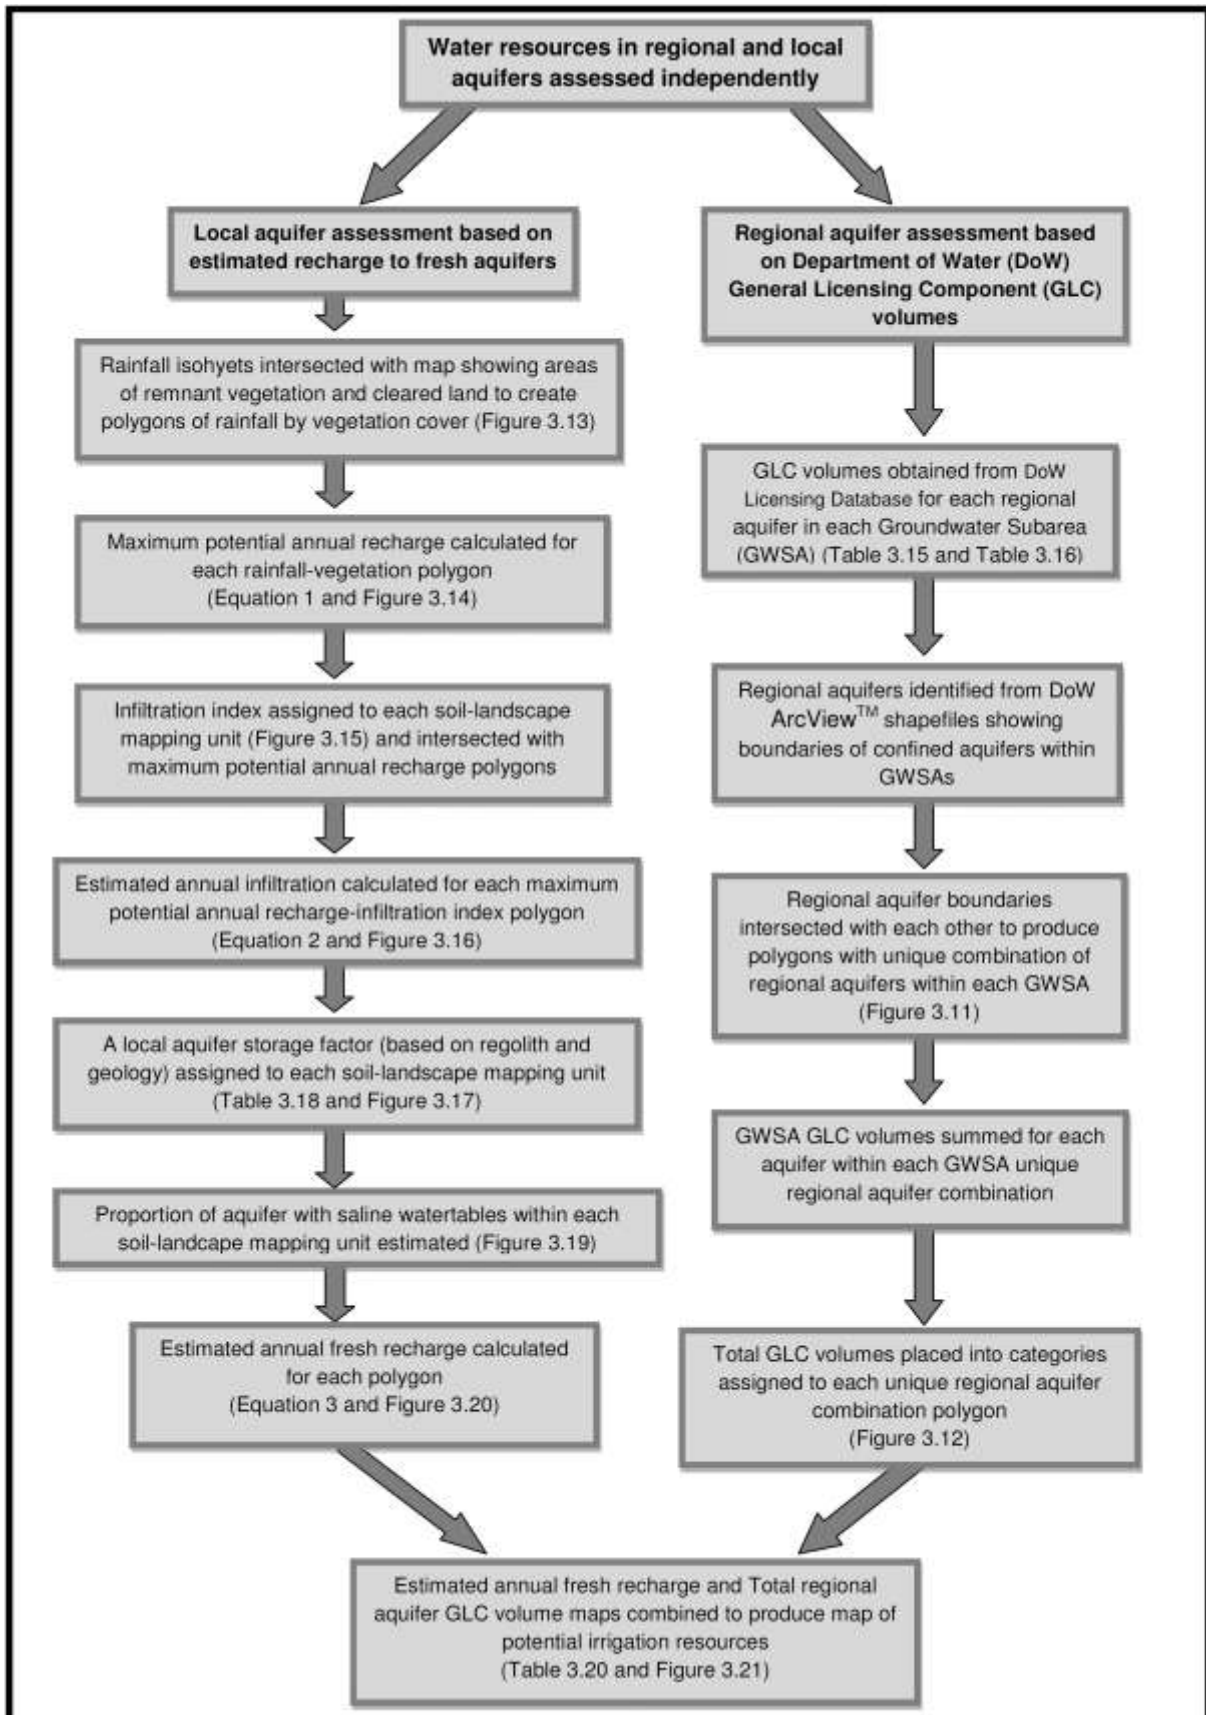 Water resources in regional and local
aquifers assessed independently
Local aquifer assessment based on
estimated recharge to fresh aquifers
Rainfall isohyets intersected with map showing areas
of remnant vegetation and cleared land to create
polygons of rainfall by vegetation cover (Figure 3.13)
Maximum potential annual recharge calculated for
each rainfall-vegetation polygon
(Equation 1 and Figure 3.14)
Infiltration index assigned to each soil-landscape
mapping unit (Figure 3.15) and intersected with
maximum potential annual recharge polygons
Estimated annual infiltration calculated for each maximum
potential annual recharge-infiltration index polygon
(Equation 2 and Figure 3.16)
A local aquifer storage factor (based on regolith and
geology) assigned to each soil-landscape mapping unit
(Table 3.18 and Figure 3.17)
Proportion of aquifer with saline watertables within each
soil-landcape mapping unit estimated (Figure 3.19)
Estimated annual fresh recharge calculated
for each polygon
(Equation 3 and Figure 3.20)
Regional aquifer assessment based
on Department of Water (DoW)
General Licensing Component (GLC)
volumes
GLC volumes obtained from DoW
Licensing Database for each regional
aquifer in each Groundwater Subarea
(GWSA) (Table 3.15 and Table 3.16)
Regional aquifers identified from DoW
ArcView™ shapefiles showing
boundaries of confined aquifers within
GWSAs
Regional aquifer boundaries
intersected with each other to produce
polygons with unique combination of
regional aquifers within each GWSA
(Figure 3.11)
GWSA GLC volumes summed for each
aquifer within each GWSA unique
regional aquifer combination
Total GLC volumes placed into categories
assigned to each unique regional aquifer
combination polygon
(Figure 3.12)
Estimated annual fresh recharge and Total regional
aquifer GLC volume maps combined to produce map of
potential irrigation resources
(Table 3.20 and Figure 3.21)